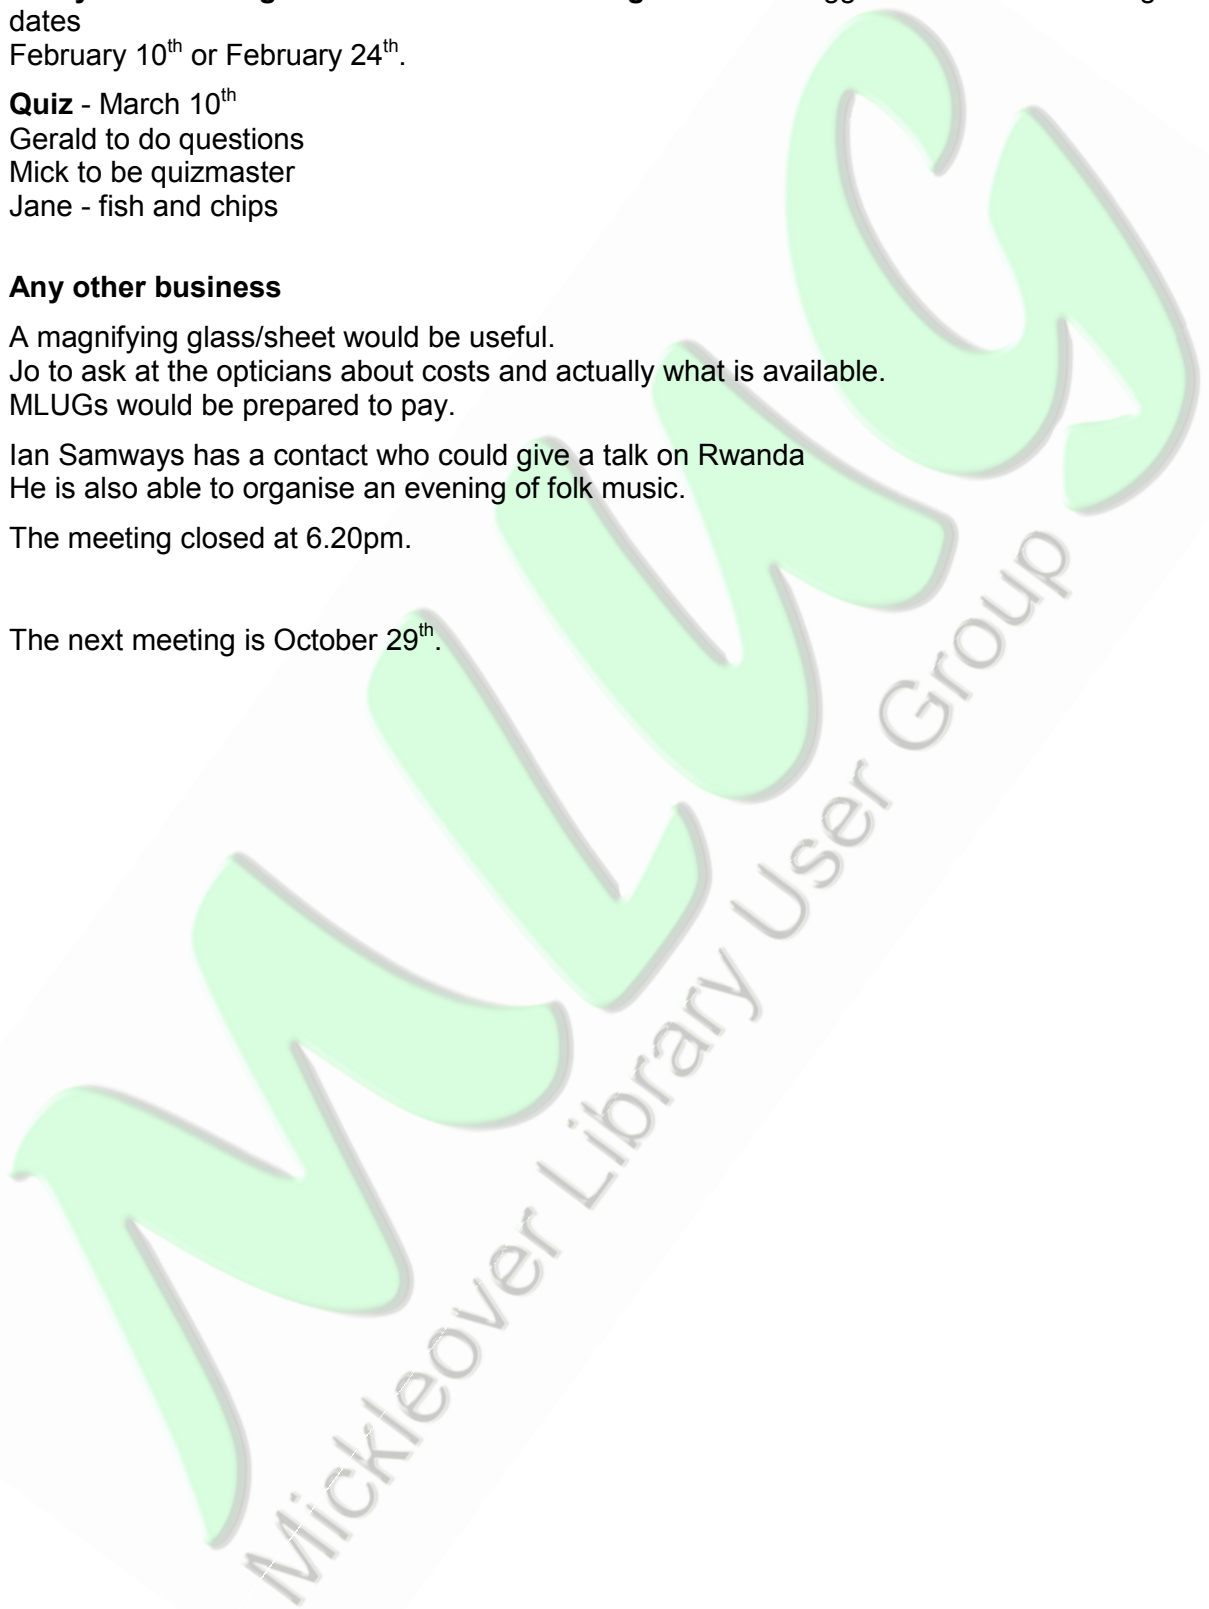 dates
February 10th or February 24th.
Quiz - March 10th
Gerald to do questions
Mick to be quizmaster
Jane - fish and chips
Any other business
A magnifying glass/sheet would be useful.
Jo to ask at the opticians about costs and actually what is available.
MLUGs would be prepared to pay.
Ian Samways has a contact who could give a talk on Rwanda
He is also able to organise an evening of folk music.
The meeting closed at 6.20pm.
The next meeting is October 29th.
MLUG
Mickleover Library User Group